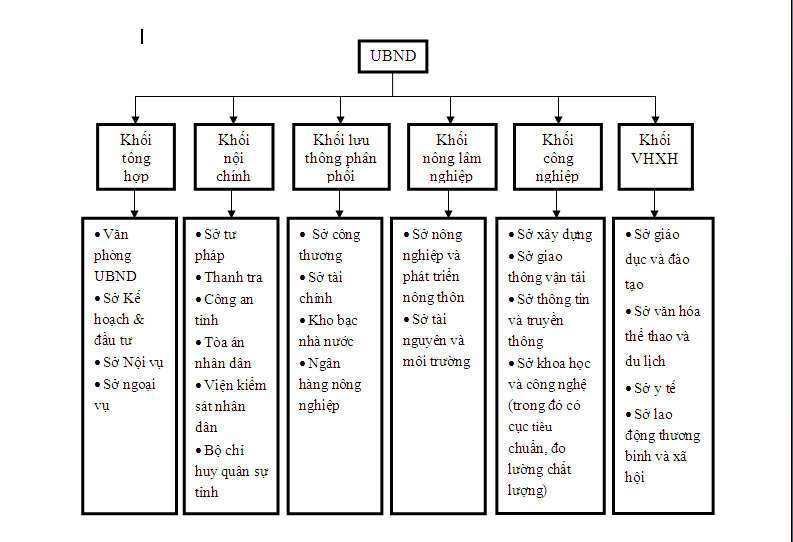 UBND
Khối
tổng
hợp
Khối
nội
chính
Khối lưu
thông phân
phối
Khối
nông lâm
nghiệp
Khối
công
nghiệp
Khối
VHXH
• Văn
phòng
UBND
• Sở Kế
hoạch &
đầu tư
• Sở Nội vụ
• Sở ngoại
vụ
• Sở tư
pháp
• Thanh tra
• Công an
tỉnh
• Tòa án
nhân dân
• Viện kiểm
sát nhân
dân
• Bộ chỉ
huy quân sự
tỉnh
• Sở công
thương
• Sở tài
chính
• Kho bạc
nhà nước
• Ngân
hàng nông
nghiệp
• Sở nông
nghiệp và
phát triển
nông thôn
• Sở tài
nguyên và
môi trường
• Sở xây dựng
• Sở giao
thông vận tải
• Sở thông tin
và truyền
thông
• Sở khoa học
và công nghệ
(trong đó có
cục tiêu
chuẩn, đo
lường chất
lượng)
• Sở giáo
dục và đào
tạo
• Sở văn hóa
thể thao và
du lịch
• Sở y tế
• Sở lao
động thương
binh và xã
hội